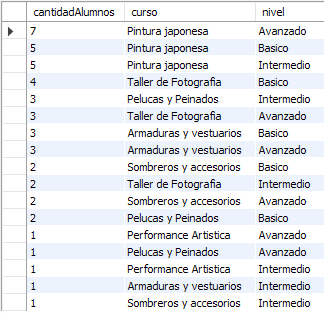 cantidadAlumnos curso nivel
7 Pintura japonesa Avanzado
5 Pintura japonesa Basico
5 Pintura japonesa Intermedio
4 Taller de Fotografia Basico
3 Pelucas y Peinados Intermedio
3 Taller de Fotografia Avanzado
3 Armaduras y vestuarios Basico
3 Armaduras y vestuarios Avanzado
2 Sombreros y accesorios Basico
2 Taller de Fotografia Intermedio
2 Sombreros y accesorios Avanzado
2 Pelucas y Peinados Basico
1 Performance Artistica Avanzado
1 Pelucas y Peinados Avanzado
1 Performance Artistica Intermedio
1 Armaduras y vestuarios Intermedio
1 Sombreros y accesorios Intermedio